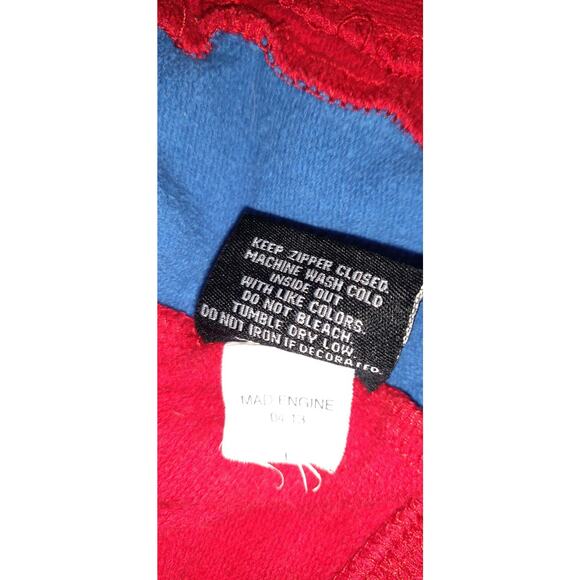 KEEP ZIPPER CLOSED.
MACHINE WASH COLD
INSIDE OUT
WITH LIKE COLORS.
DO NOT BLEACH.
TUMBLE DRY LOW.
DO NOT IRON IF DECORATED.
MAD ENGINE
04 13